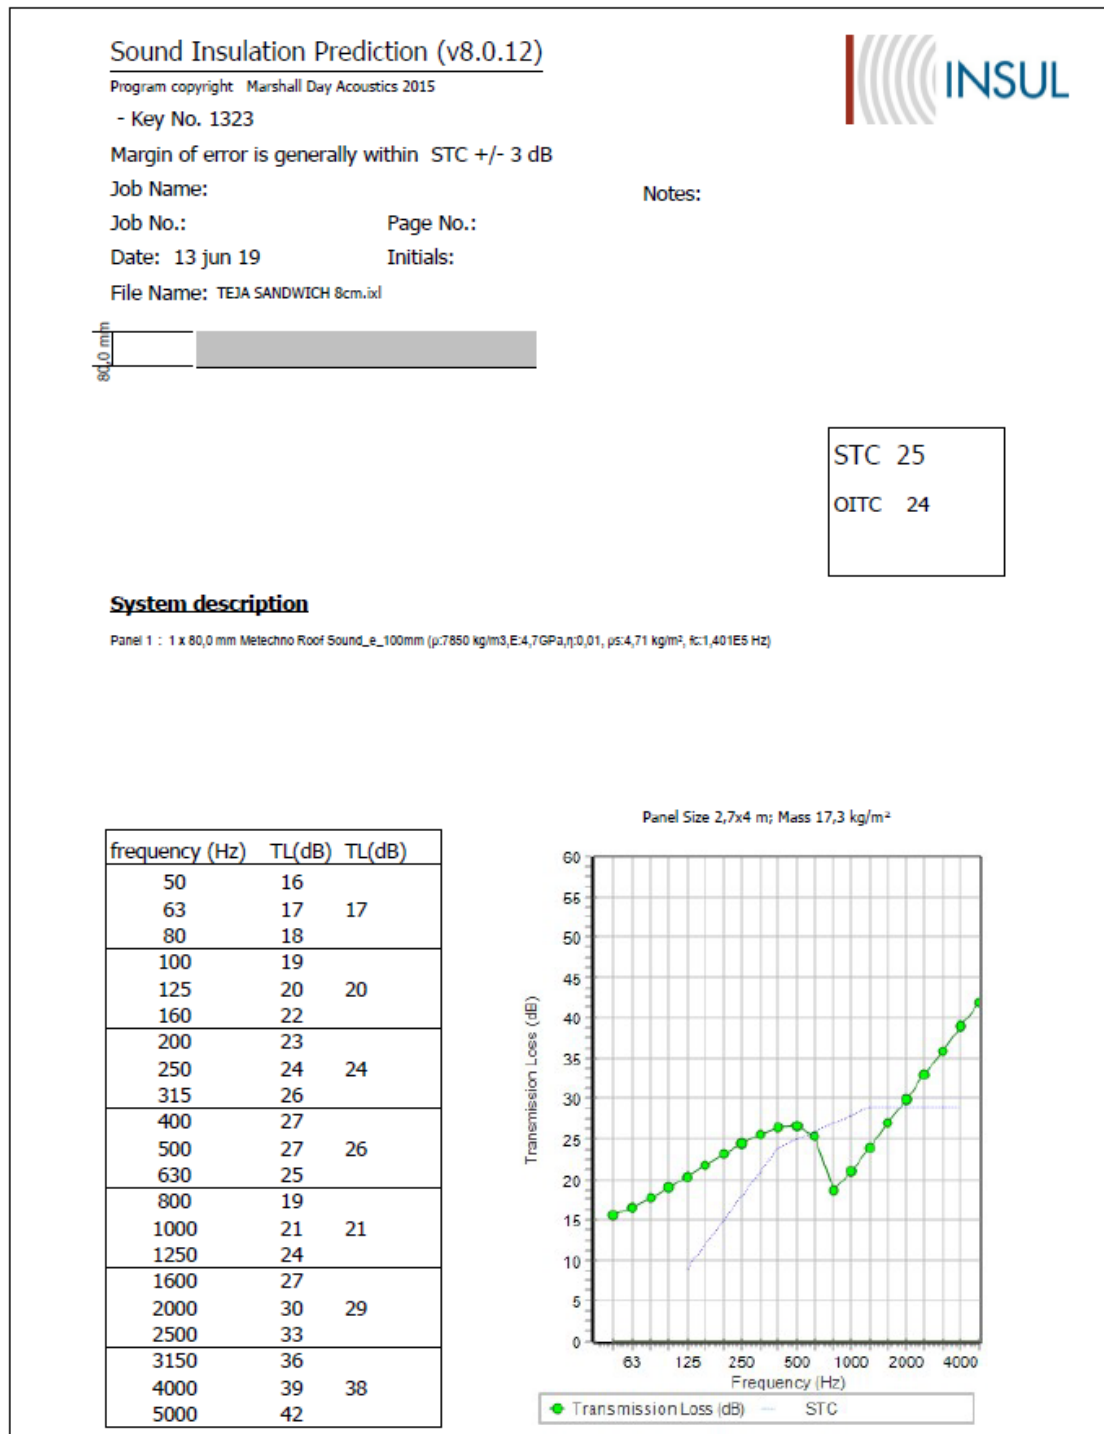 Sound Insulation Prediction (v8.0.12)
Program copyright Marshall Day Acoustics 2015
- Key No. 1323
Margin of error is generally within STC +/- 3 dB
Job Name:
Notes:
Job No.: Page No.:
Date: 13 jun 19 Initials:
File Name: TEJA SANDWICH 8cm.ixl
INSUL
80,0 mm
STC 25
OITC 24
System description
Panel 1 : 1 x 80,0 mm Metechno Roof Sound_e_100mm (ρ:7850 kg/m3,E:4,7GPa,η:0,01, ρs:4,71 kg/m², fc:1,401E5 Hz)
frequency (Hz) TL(dB) TL(dB)
50 16
63 17 17
80 18
100 19
125 20 20
160 22
200 23
250 24 24
315 26
400 27
500 27 26
630 25
800 19
1000 21 21
1250 24
1600 27
2000 30 29
2500 33
3150 36
4000 39 38
5000 42
Panel Size 2,7x4 m; Mass 17,3 kg/m²
Transmission Loss (dB)
60
55
50
45
40
35
30
25
20
15
10
5
0
63 125 250 500 1000 2000 4000
Frequency (Hz)
Transmission Loss (dB) STC